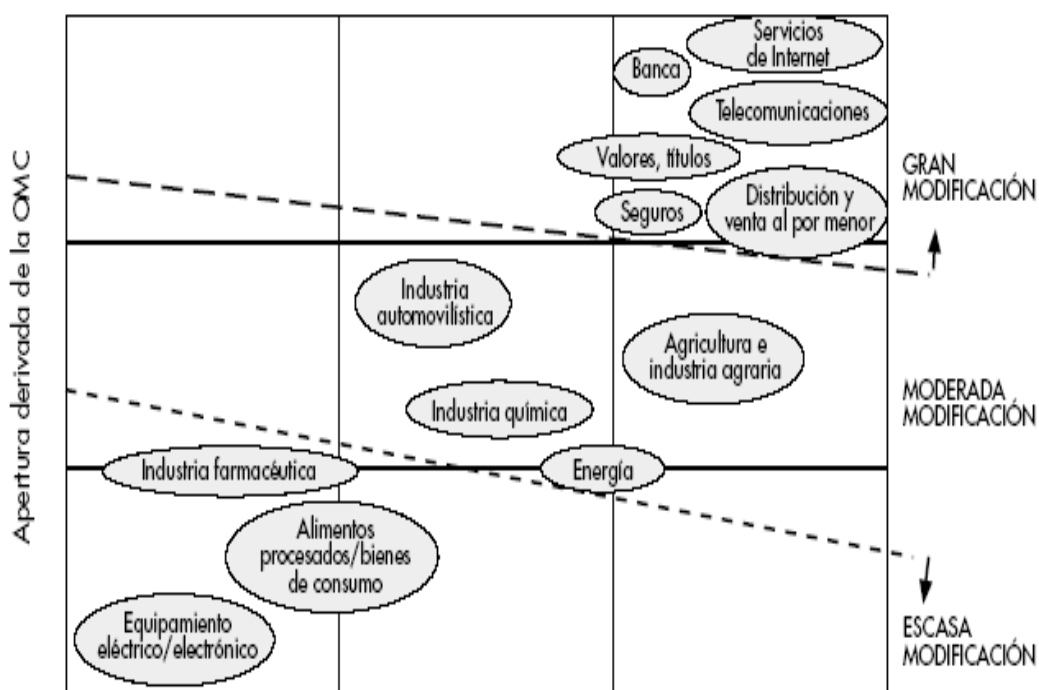 Apertura derivada de la OMC
Servicios
de Internet
Banca
Telecomunicaciones
Valores, títulos
Seguros
Distribución y
venta al por menor
GRAN
MODIFICACIÓN
Industria
automovilística
Agricultura e
industria agraria
Industria química
MODERADA
MODIFICACIÓN
Industria farmacéutica
Energía
Alimentos
procesados/bienes
de consumo
Equipamiento
eléctrico/electrónico
ESCASA
MODIFICACIÓN